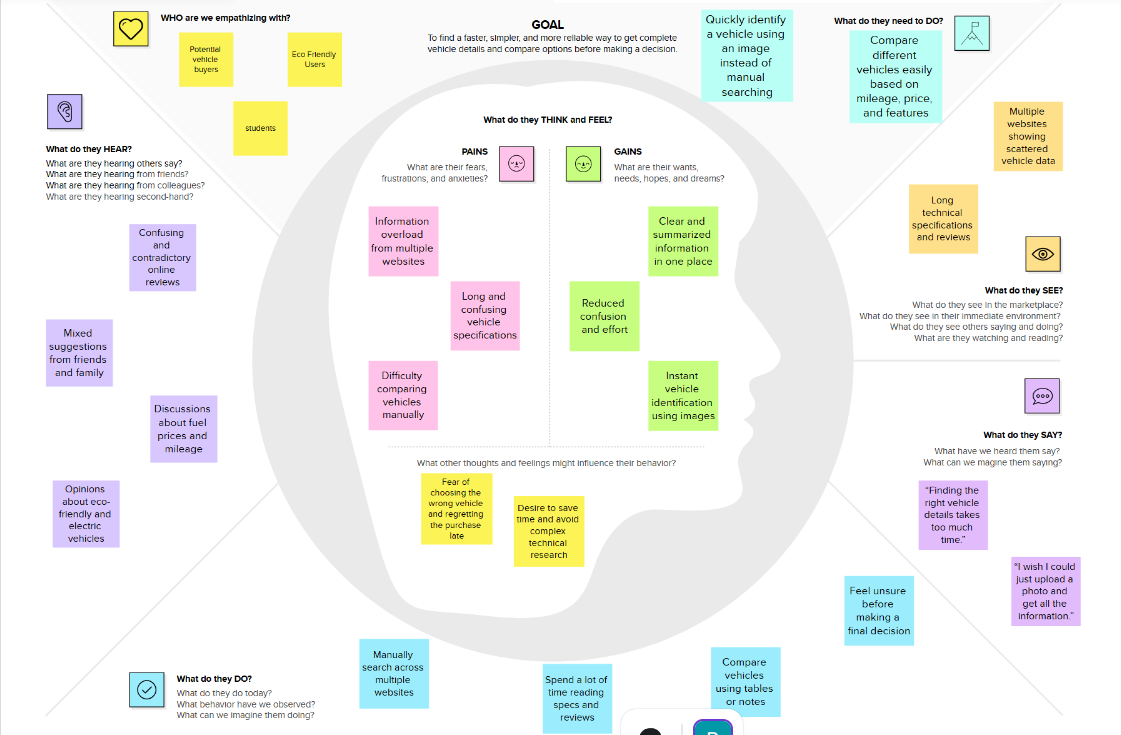 WHO are we empathizing with?
Potential
vehicle
buyers
Eco Friendly
Users
students
GOAL
To find a faster, simpler, and more reliable way to get complete
vehicle details and compare options before making a decision.
Quickly identify
a vehicle using
an image
instead of
manual
searching
What do they need to DO?
Compare
different
vehicles easily
based on
mileage, price,
and features
What do they HEAR?
What are they hearing others say?
What are they hearing from friends?
What are they hearing from colleagues?
What are they hearing second-hand?
Confusing
and
contradictory
online
reviews
Mixed
suggestions
from friends
and family
Discussions
about fuel
prices and
mileage
Opinions
about eco-
friendly and
electric
vehicles
What do they THINK and FEEL?
PAINS
What are their fears,
frustrations, and anxieties?
Information
overload
from multiple
websites
Long and
confusing
vehicle
specifications
Difficulty
comparing
vehicles
manually
GAINS
What are their wants,
needs, hopes, and dreams?
Clear and
summarized
information
in one place
Reduced
confusion
and effort
Instant
vehicle
identification
using images
What other thoughts and feelings might influence their behavior?
Fear of
choosing the
wrong vehicle
and regretting
the purchase
late
Desire to save
time and avoid
complex
technical
research
Multiple
websites
showing
scattered
vehicle data
Long
technical
specifications
and reviews
What do they SEE?
What do they see in the marketplace?
What do they see in their immediate environment?
What do they see others saying and doing?
What are they watching and reading?
What do they SAY?
What have we heard them say?
What can we magine them saying?
“Finding the
right vehicle
details takes
too much
time.”
“I wish I could
just upload a
photo and
get all the
information.”
What do they DO?
What do they do today?
What behavior have we observed?
What can we imagine them doing?
Manually
search across
multiple
websites
Spend a lot of
time reading
specs and
reviews
Compare
vehicles
using tables
or notes
Feel unsure
before
making a
final decision